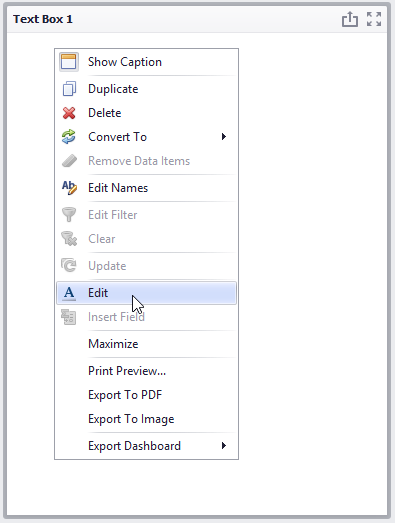 Text Box 1
Show Caption
Duplicate
Delete
Convert To
Remove Data Items
Edit Names
Edit Filter
Clear
Update
Edit
Insert Field
Maximize
Print Preview...
Export To PDF
Export To Image
Export Dashboard